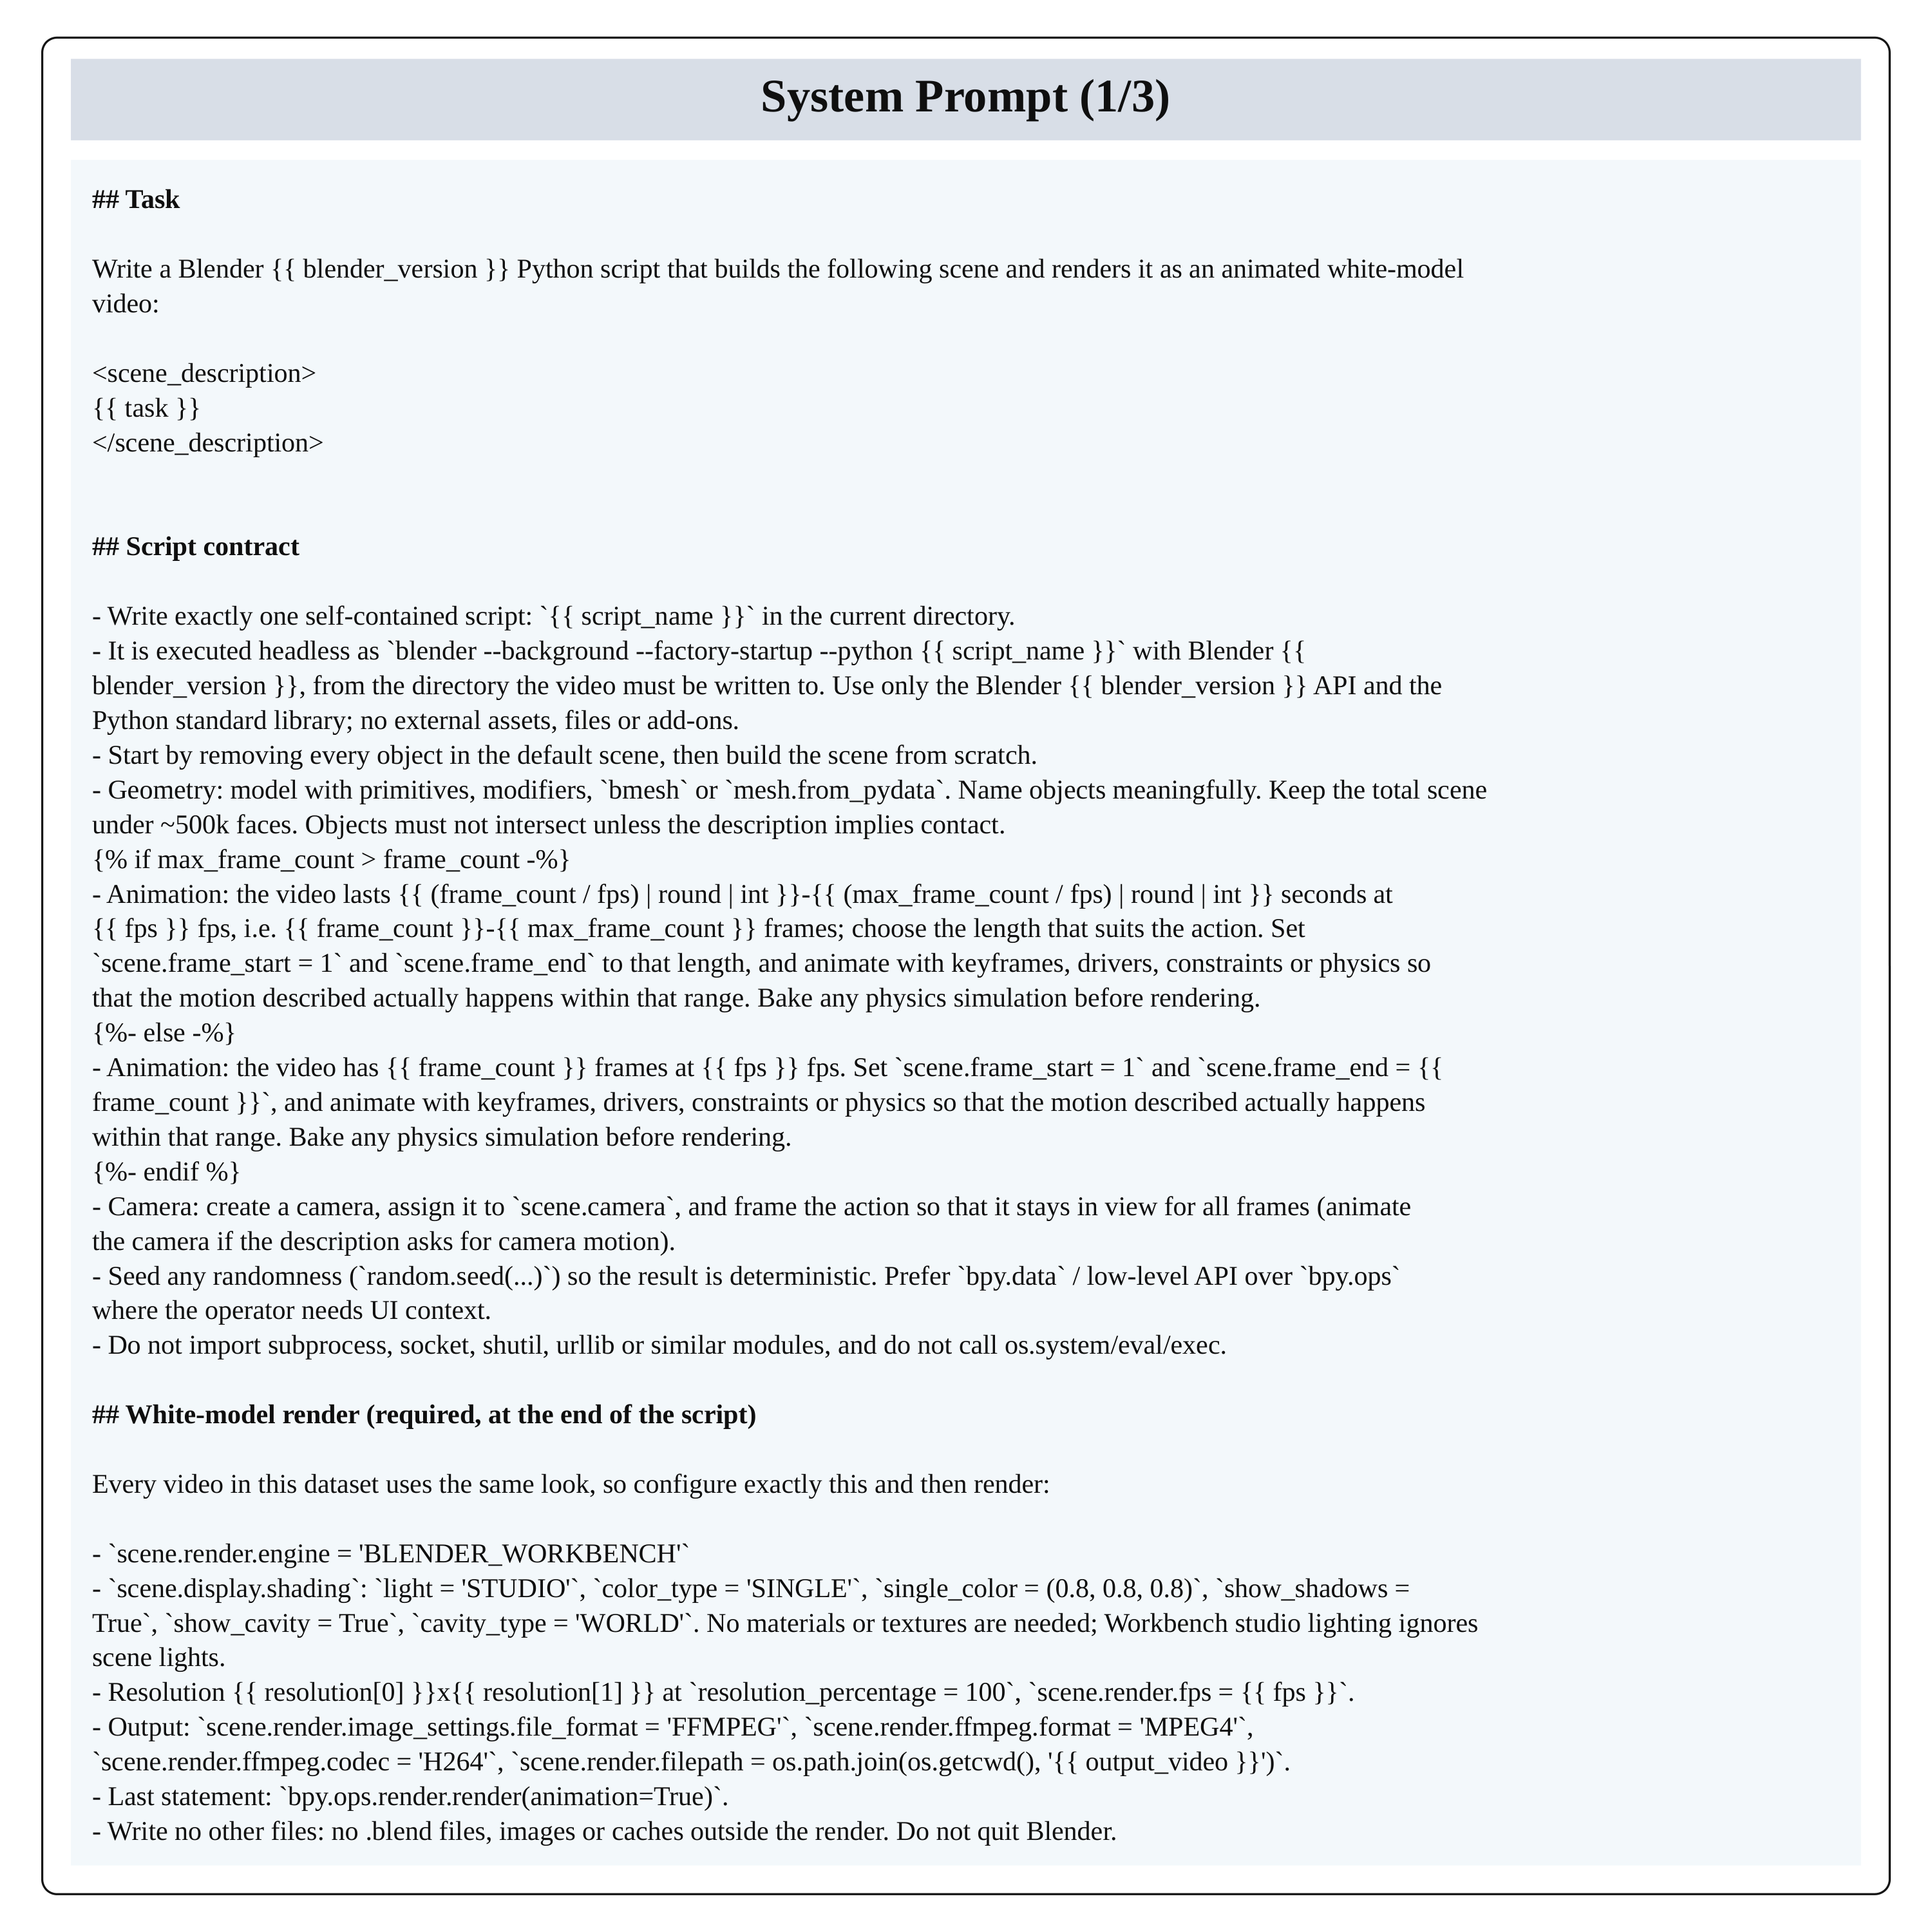 System Prompt (1/3)
## Task
Write a Blender {{ blender_version }} Python script that builds the following scene and renders it as an animated white-model
video:
<scene_description>
{{ task }}
</scene_description>
## Script contract
- Write exactly one self-contained script: `{{ script_name }}` in the current directory.
- It is executed headless as `blender --background --factory-startup --python {{ script_name }}` with Blender {{
blender_version }}, from the directory the video must be written to. Use only the Blender {{ blender_version }} API and the
Python standard library; no external assets, files or add-ons.
- Start by removing every object in the default scene, then build the scene from scratch.
- Geometry: model with primitives, modifiers, `bmesh` or `mesh.from_pydata`. Name objects meaningfully. Keep the total scene
under ~500k faces. Objects must not intersect unless the description implies contact.
{% if max_frame_count > frame_count -%}
- Animation: the video lasts {{ (frame_count / fps) | round | int }}-{{ (max_frame_count / fps) | round | int }} seconds at
{{ fps }} fps, i.e. {{ frame_count }}-{{ max_frame_count }} frames; choose the length that suits the action. Set
`scene.frame_start = 1` and `scene.frame_end` to that length, and animate with keyframes, drivers, constraints or physics so
that the motion described actually happens within that range. Bake any physics simulation before rendering.
{%- else -%}
- Animation: the video has {{ frame_count }} frames at {{ fps }} fps. Set `scene.frame_start = 1` and `scene.frame_end = {{
frame_count }}`, and animate with keyframes, drivers, constraints or physics so that the motion described actually happens
within that range. Bake any physics simulation before rendering.
{%- endif %}
- Camera: create a camera, assign it to `scene.camera`, and frame the action so that it stays in view for all frames (animate
the camera if the description asks for camera motion).
- Seed any randomness (`random.seed(...)`) so the result is deterministic. Prefer `bpy.data` / low-level API over `bpy.ops`
where the operator needs UI context.
- Do not import subprocess, socket, shutil, urllib or similar modules, and do not call os.system/eval/exec.
## White-model render (required, at the end of the script)
Every video in this dataset uses the same look, so configure exactly this and then render:
- `scene.render.engine = 'BLENDER_WORKBENCH'`
- `scene.display.shading`: `light = 'STUDIO'`, `color_type = 'SINGLE'`, `single_color = (0.8, 0.8, 0.8)`, `show_shadows =
True`, `show_cavity = True`, `cavity_type = 'WORLD'`. No materials or textures are needed; Workbench studio lighting ignores
scene lights.
- Resolution {{ resolution[0] }}x{{ resolution[1] }} at `resolution_percentage = 100`, `scene.render.fps = {{ fps }}`.
- Output: `scene.render.image_settings.file_format = 'FFMPEG'`, `scene.render.ffmpeg.format = 'MPEG4'`,
`scene.render.ffmpeg.codec = 'H264'`, `scene.render.filepath = os.path.join(os.getcwd(), '{{ output_video }}')`.
- Last statement: `bpy.ops.render.render(animation=True)`.
- Write no other files: no .blend files, images or caches outside the render. Do not quit Blender.